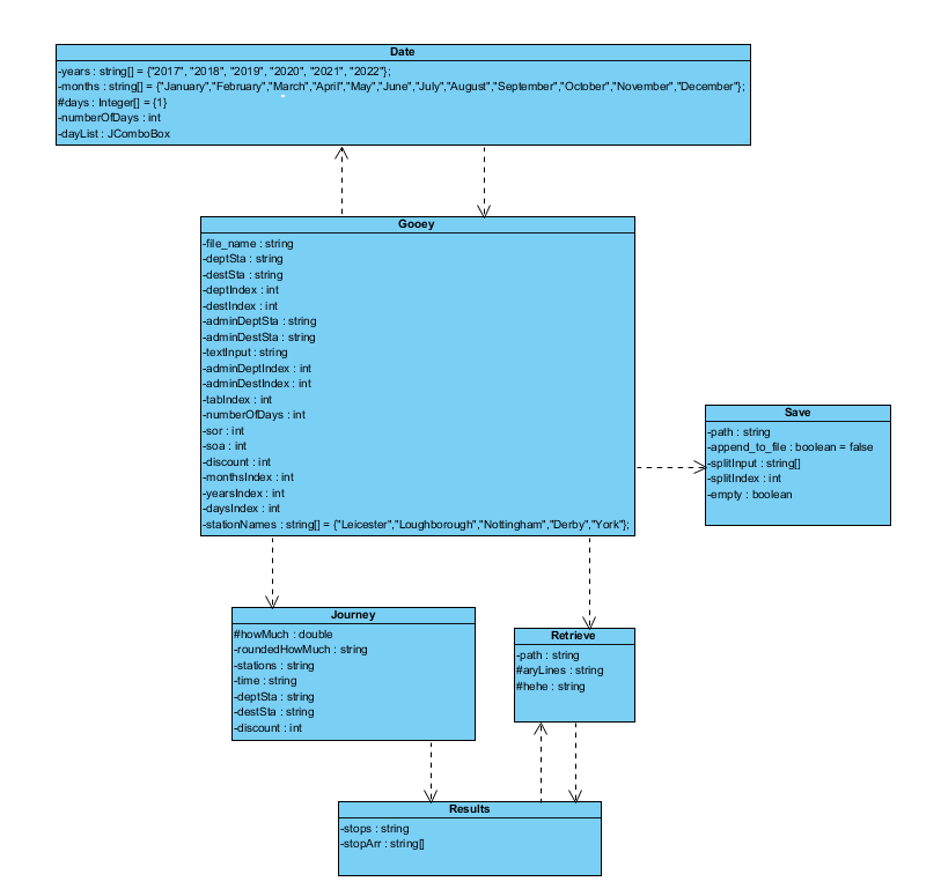 Date
-years : string[] = {"2017", "2018", "2019", "2020", "2021", "2022"};
-months : string[] = {"January","February","March","April","May","June","July","August","September","October","November","December"};
#days : Integer[] = {1}
-numberOfDays : int
-dayList : JComboBox
Gooey
-file_name : string
-deptSta : string
-destSta : string
-deptIndex : int
-destIndex : int
-adminDeptSta : string
-adminDestSta : string
-textInput : string
-adminDeptIndex : int
-adminDestIndex : int
-tabIndex : int
-numberOfDays : int
-sor : int
-soa : int
-discount : int
-monthsIndex : int
-yearsIndex : int
-daysIndex : int
-stationNames : string[] = {"Leicester","Loughborough","Nottingham","Derby","York"};
Save
-path : string
-append_to_file : boolean = false
-splitInput : string[]
-splitIndex : int
-empty : boolean
Journey
#howMuch : double
-roundedHowMuch : string
-stations : string
-time : string
-deptSta : string
-destSta : string
-discount : int
Retrieve
-path : string
#aryLines : string
#hehe : string
Results
-stops : string
-stopArr : string[]